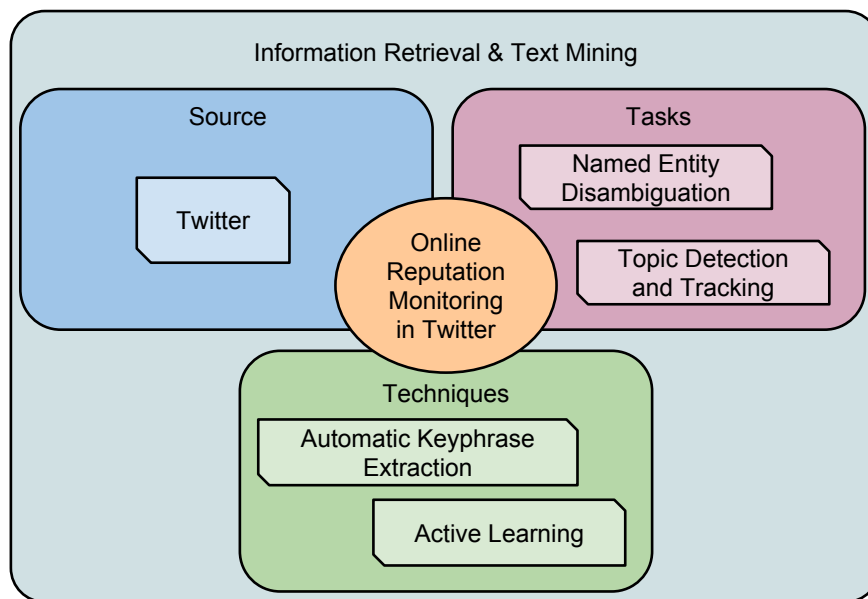 Information Retrieval & Text Mining
Source
Twitter
Tasks
Named Entity
Disambiguation
Topic Detection
and Tracking
Online
Reputation
Monitoring
in Twitter
Techniques
Automatic Keyphrase
Extraction
Active Learning